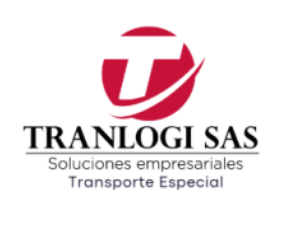 T
TRANLOGI SAS
Soluciones empresariales
Transporte Especial